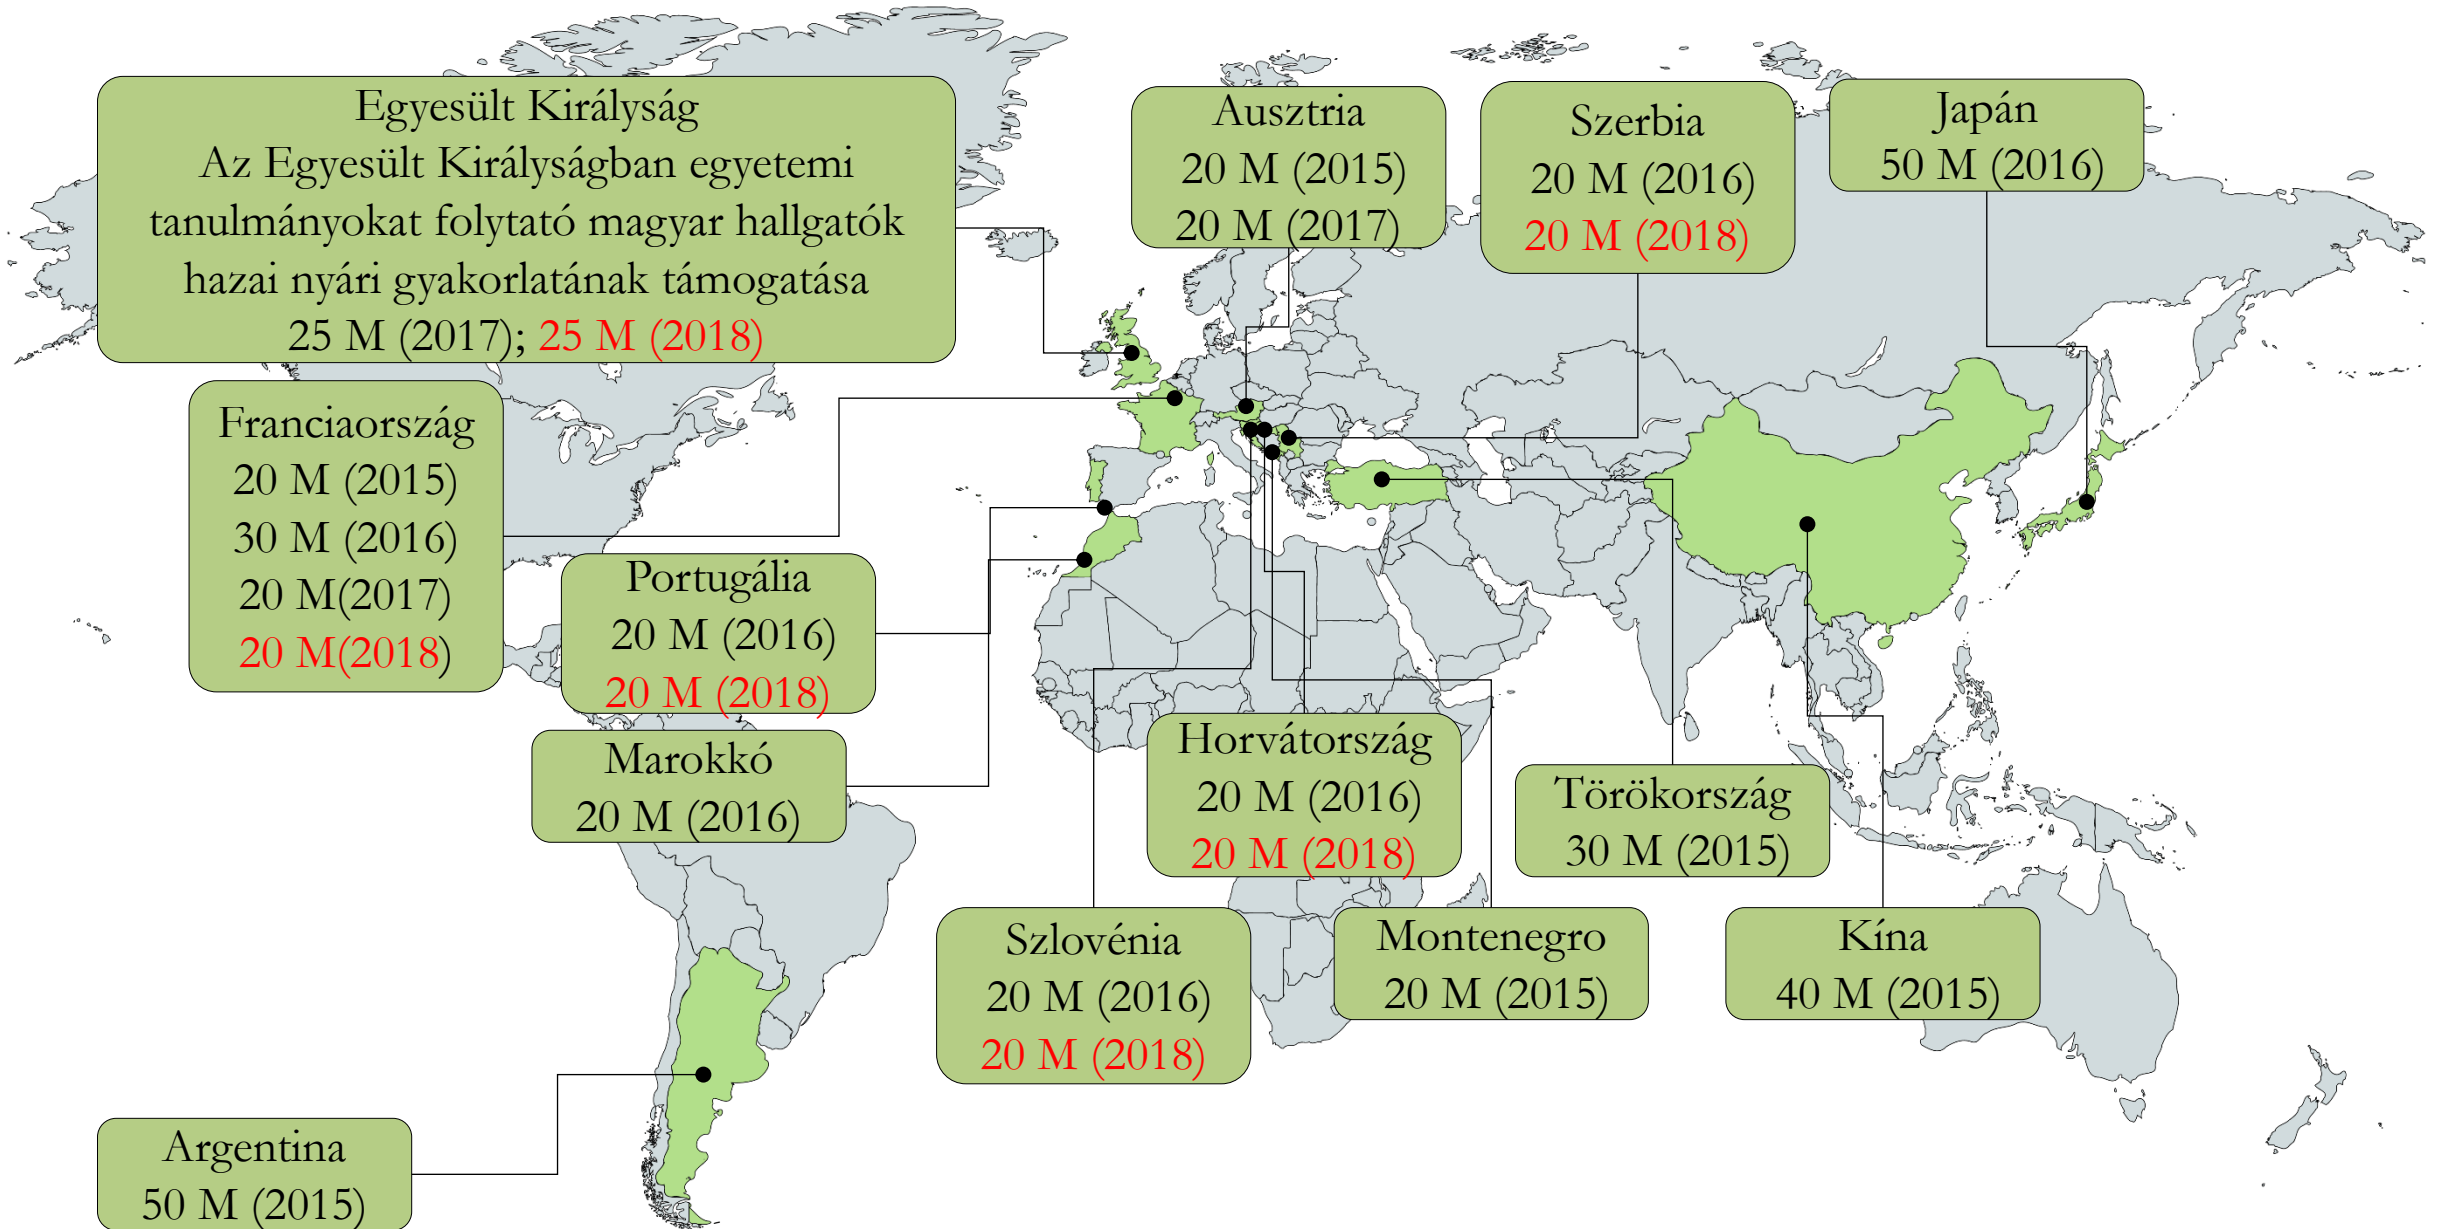 Egyesült Királyság
Az Egyesült Királyságban egyetemi
tanulmányokat folytató magyar hallgatók
hazai nyári gyakorlatának támogatása
25 M (2017); 25 M (2018)
Ausztria
20 M (2015)
20 M (2017)
Szerbia
20 M (2016)
20 M (2018)
Japán
50 M (2016)
Franciaország
20 M (2015)
30 M (2016)
20 M(2017)
20 M(2018)
Portugália
20 M (2016)
20 M (2018)
Marokkó
20 M (2016)
Horvátország
20 M (2016)
20 M (2018)
Törökország
30 M (2015)
Szlovénia
20 M (2016)
20 M (2018)
Montenegro
20 M (2015)
Kína
40 M (2015)
Argentina
50 M (2015)